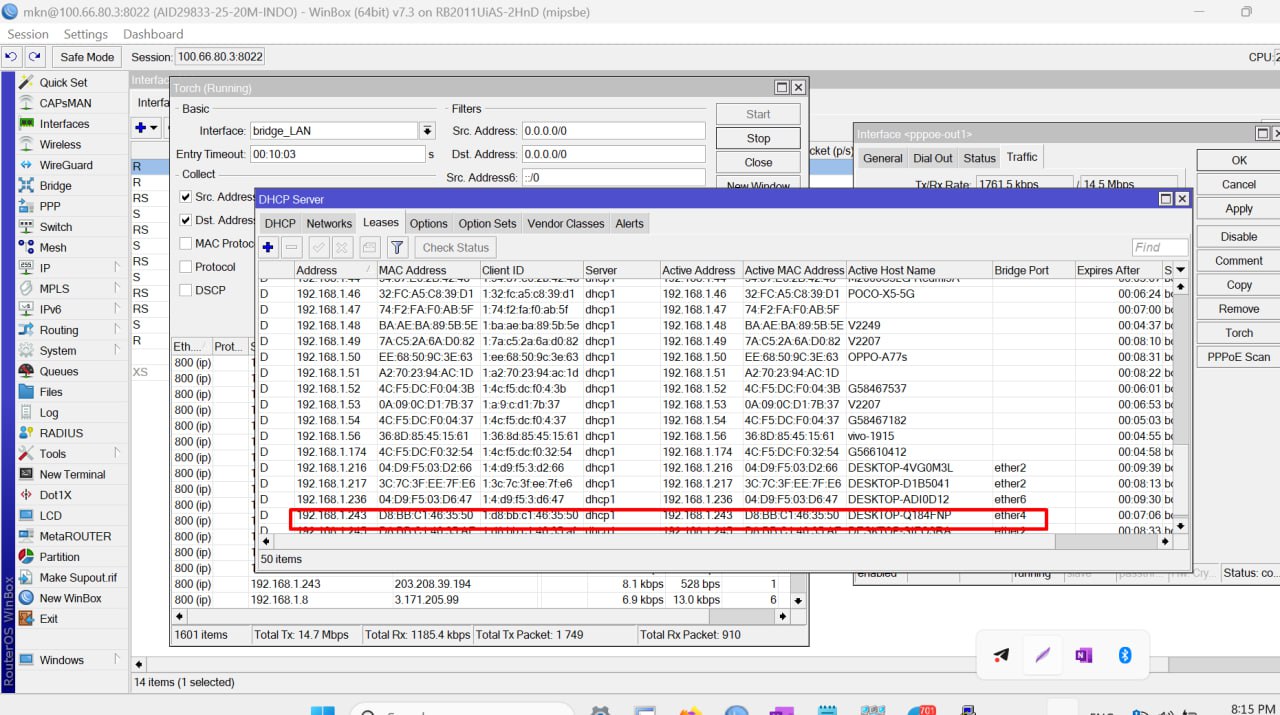 mkn@100.66.80.3:8022 (AID29833-25-20M-INDO) - WinBox (64bit) v7.3 on RB2011UiAS-2HnD (mipsbe)
Session Settings Dashboard
Safe Mode Session: 100.66.80.3:8022 CPU:
Quick Set
CAPsMAN
Interfaces
Wireless
WireGuard
Bridge
PPP
Switch
Mesh
IP
MPLS
IPv6
Routing
System
Queues
Files
Log
RADIUS
Tools
New Terminal
Dot1X
LCD
MetaROUTER
Partition
Make Supout.rif
New WinBox
Exit
Windows
RouterOS WinBox
Torch (Running)
Basic
Interface: bridge_LAN
Entry Timeout: 00:10:03 s
Collect
Src. Address
Dst. Address
MAC Protoc
Protocol
DSCP
Filters
Src. Address: 0.0.0.0/0
Dst. Address: 0.0.0.0/0
Src. Address6: ::/0
Start
Stop
Close
New Window
Interface <pppoe-out1>
General Dial Out Status Traffic
Tx/Rx Rate: 1761.5 kbps / 14.5 Mbps
OK
Cancel
Apply
Disable
Comment
Copy
Remove
Torch
PPPoE Scan
DHCP Server
DHCP Networks Leases Options Option Sets Vendor Classes Alerts
Check Status Find
Address MAC Address Client ID Server Active Address Active MAC Address Active Host Name Bridge Port Expires After S
D 192.168.1.46 32:FC:A5:C8:39:D1 1:32:fc:a5:c8:39:d1 dhcp1 192.168.1.46 32:FC:A5:C8:39:D1 POCO-X5-5G 00:06:24
D 192.168.1.47 74:F2:FA:F0:AB:5F 1:74:f2:fa:f0:ab:5f dhcp1 192.168.1.47 74:F2:FA:F0:AB:5F 00:07:00
D 192.168.1.48 BA:AE:BA:89:5B:5E 1:ba:ae:ba:89:5b:5e dhcp1 192.168.1.48 BA:AE:BA:89:5B:5E V2249 00:04:37
D 192.168.1.49 7A:C5:2A:6A:D0:82 1:7a:c5:2a:6a:d0:82 dhcp1 192.168.1.49 7A:C5:2A:6A:D0:82 V2207 00:08:10
D 192.168.1.50 EE:68:50:9C:3E:63 1:ee:68:50:9c:3e:63 dhcp1 192.168.1.50 EE:68:50:9C:3E:63 OPPO-A77s 00:08:31
D 192.168.1.51 A2:70:23:94:AC:1D 1:a2:70:23:94:ac:1d dhcp1 192.168.1.51 A2:70:23:94:AC:1D 00:08:22
D 192.168.1.52 4C:F5:DC:F0:04:3B 1:4c:f5:dc:f0:4:3b dhcp1 192.168.1.52 4C:F5:DC:F0:04:3B G58467537 00:06:01
D 192.168.1.53 0A:09:0C:D1:7B:37 1:a:9:c:d1:7b:37 dhcp1 192.168.1.53 0A:09:0C:D1:7B:37 V2207 00:06:53
D 192.168.1.54 4C:F5:DC:F0:04:37 1:4c:f5:dc:f0:4:37 dhcp1 192.168.1.54 4C:F5:DC:F0:04:37 G58467182 00:05:03
D 192.168.1.56 36:8D:85:45:15:61 1:36:8d:85:45:15:61 dhcp1 192.168.1.56 36:8D:85:45:15:61 vivo-1915 00:04:55
D 192.168.1.174 4C:F5:DC:F0:32:54 1:4c:f5:dc:f0:32:54 dhcp1 192.168.1.174 4C:F5:DC:F0:32:54 G56610412 00:04:58
D 192.168.1.216 04:D9:F5:03:D2:66 1:4:d9:f5:3:d2:66 dhcp1 192.168.1.216 04:D9:F5:03:D2:66 DESKTOP-4VG0M3L ether2 00:09:39
D 192.168.1.217 3C:7C:3F:EE:7F:E6 1:3c:7c:3f:ee:7f:e6 dhcp1 192.168.1.217 3C:7C:3F:EE:7F:E6 DESKTOP-D1B5041 ether2 00:08:13
D 192.168.1.236 04:D9:F5:03:D6:47 1:4:d9:f5:3:d6:47 dhcp1 192.168.1.236 04:D9:F5:03:D6:47 DESKTOP-ADI0D12 ether6 00:09:30
D 192.168.1.243 D8:BB:C1:46:35:50 1:d8:bb:c1:46:35:50 dhcp1 192.168.1.243 D8:BB:C1:46:35:50 DESKTOP-Q184FNP ether4 00:07:06
50 items
800 (ip) 192.168.1.243 203.208.39.194 8.1 kbps 528 bps 1
800 (ip) 192.168.1.8 3.171.205.99 6.9 kbps 13.0 kbps 6
1601 items Total Tx: 14.7 Mbps Total Rx: 1185.4 kbps Total Tx Packet: 1 749 Total Rx Packet: 910
enabled running slave Status: co...
14 items (1 selected)
8:15 PM